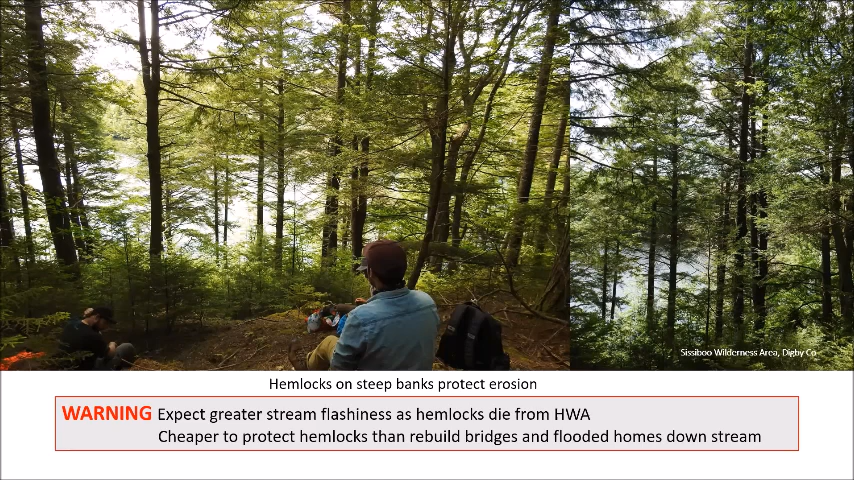 Sissiboo Wilderness Area, Digby Co
Hemlocks on steep banks protect erosion
WARNING Expect greater stream flashiness as hemlocks die from HWA
Cheaper to protect hemlocks than rebuild bridges and flooded homes down stream